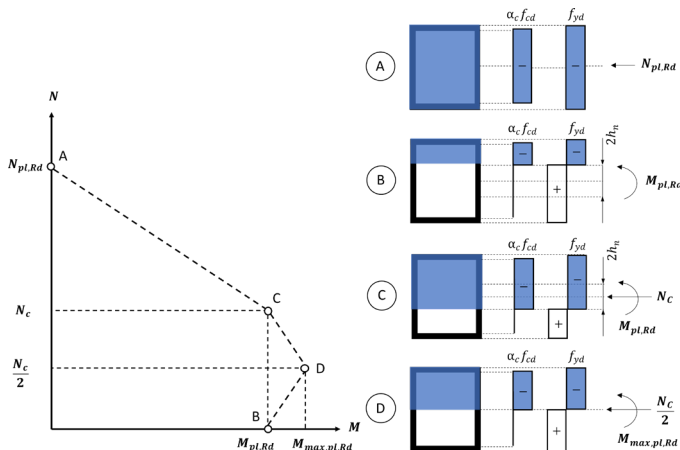 N
N_pl,Rd
A
N_c
C
N_c/2
D
B
M_pl,Rd
M_max,pl,Rd
M
α_c f_cd
f_yd
A
−
−
N_pl,Rd
α_c f_cd
f_yd
B
−
−
+
2h_n
M_pl,Rd
α_c f_cd
f_yd
C
−
−
+
2h_n
N_C
M_pl,Rd
α_c f_cd
f_yd
D
−
−
+
N_C/2
M_max,pl,Rd